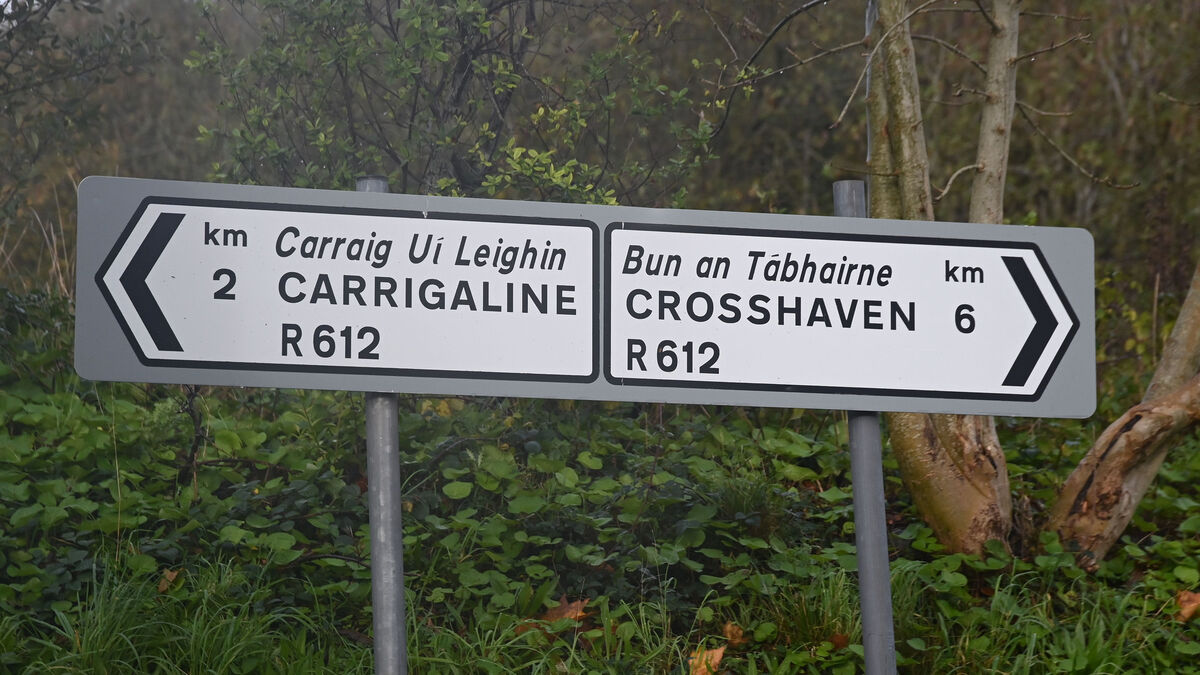 km Carraig Uí Leighin
2 CARRIGALINE
R612
Bun an Tábhairne km
CROSSHAVEN 6
R612